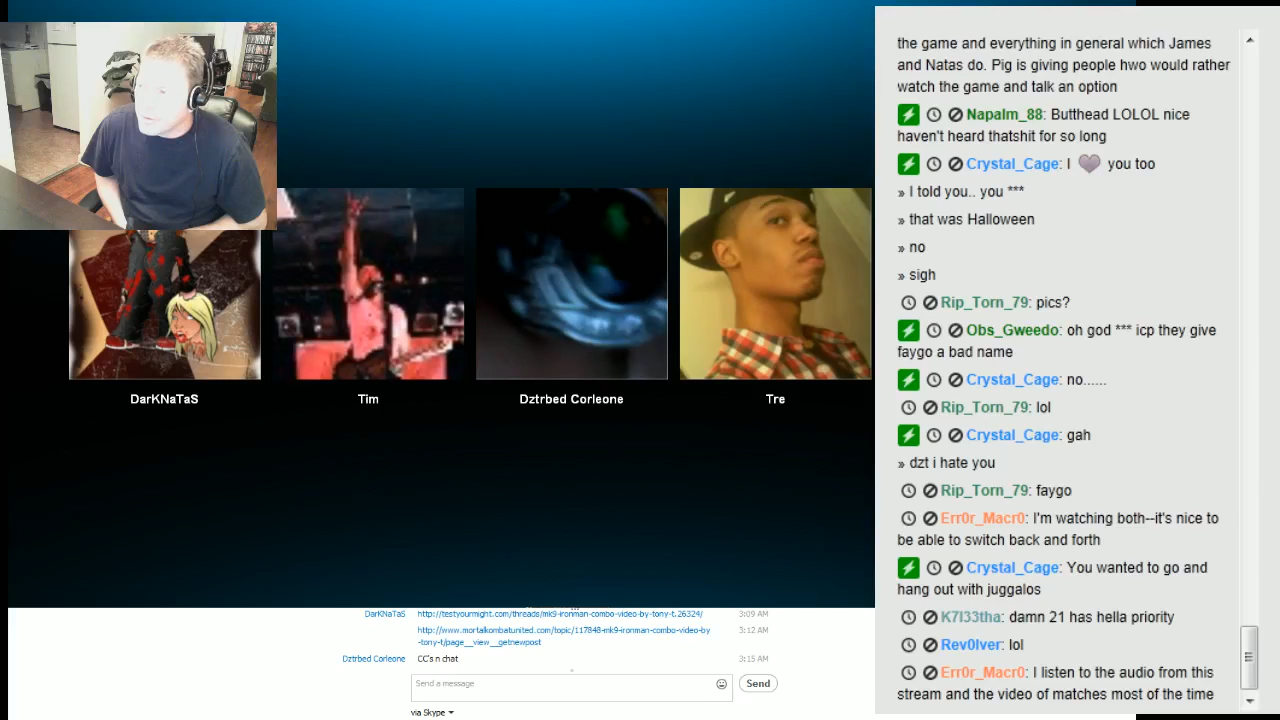 the game and everything in general which James
and Natas do. Pig is giving people hwo would rather
watch the game and talk an option
Napalm_88: Butthead LOLOL nice
haven't heard thatshit for so long
Crystal_Cage: I you too
» I told you.. you ***
» that was Halloween
» no
» sigh
Rip_Torn_79: pics?
Obs_Gweedo: oh god *** icp they give
faygo a bad name
Crystal_Cage: no......
Rip_Torn_79: lol
Crystal_Cage: gah
» dzt i hate you
Rip_Torn_79: faygo
Err0r_Macr0: I'm watching both--it's nice to
be able to switch back and forth
Crystal_Cage: You wanted to go and
hang out with juggalos
K7l33tha: damn 21 has hella priority
Rev0lver: lol
Err0r_Macr0: I listen to the audio from this
stream and the video of matches most of the time
DarKNaTaS
Tim
Dztrbed Corleone
Tre
DarKNaTaS http://testyourmight.com/threads/mk9-ironman-combo-video-by-tony-t.26324/ 3:09 AM
http://www.mortalkombatunited.com/topic/117848-mk9-ironman-combo-video-by 3:12 AM
-tony-t/page__view__getnewpost
Dztrbed Corleone CC's n chat 3:15 AM
Send a message
Send
via Skype